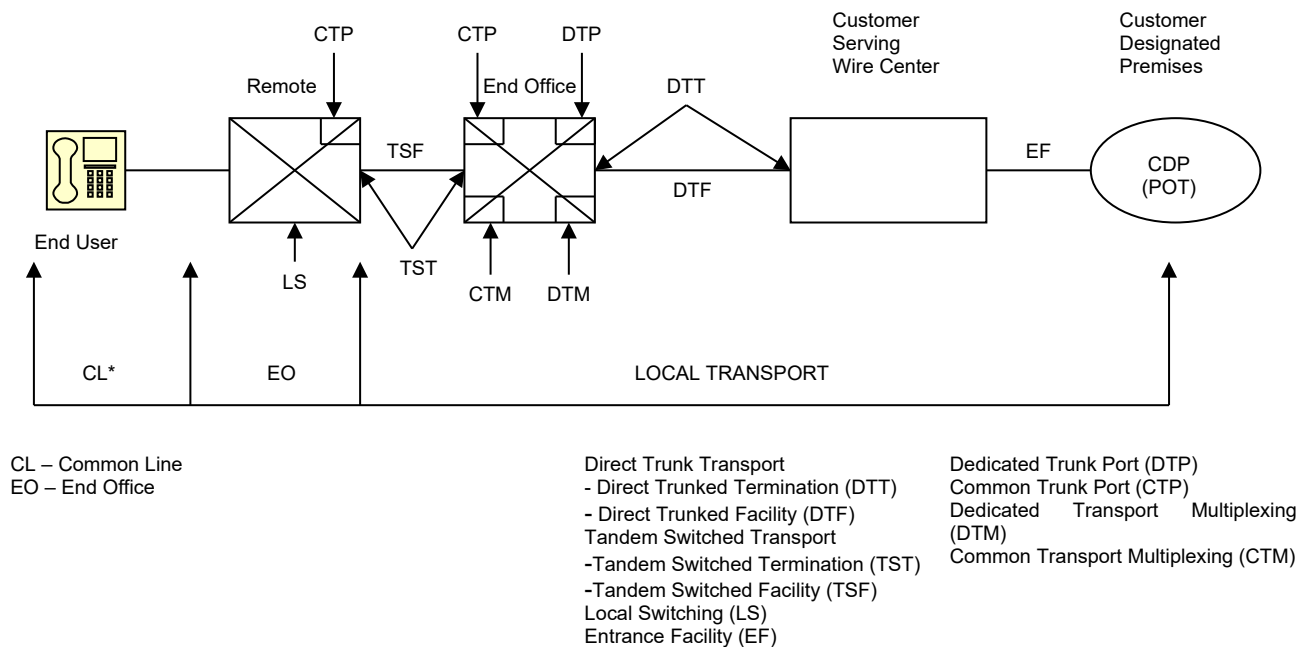 Customer
Serving
Wire Center
Customer
Designated
Premises
CTP
CTP
DTP
Remote
End Office
DTT
TSF
EF
CDP
(POT)
DTF
End User
LS
TST
CTM
DTM
CL*
EO
LOCAL TRANSPORT
CL – Common Line
EO – End Office
Direct Trunk Transport
- Direct Trunked Termination (DTT)
- Direct Trunked Facility (DTF)
Tandem Switched Transport
-Tandem Switched Termination (TST)
-Tandem Switched Facility (TSF)
Local Switching (LS)
Entrance Facility (EF)
Dedicated Trunk Port (DTP)
Common Trunk Port (CTP)
Dedicated Transport Multiplexing
(DTM)
Common Transport Multiplexing (CTM)